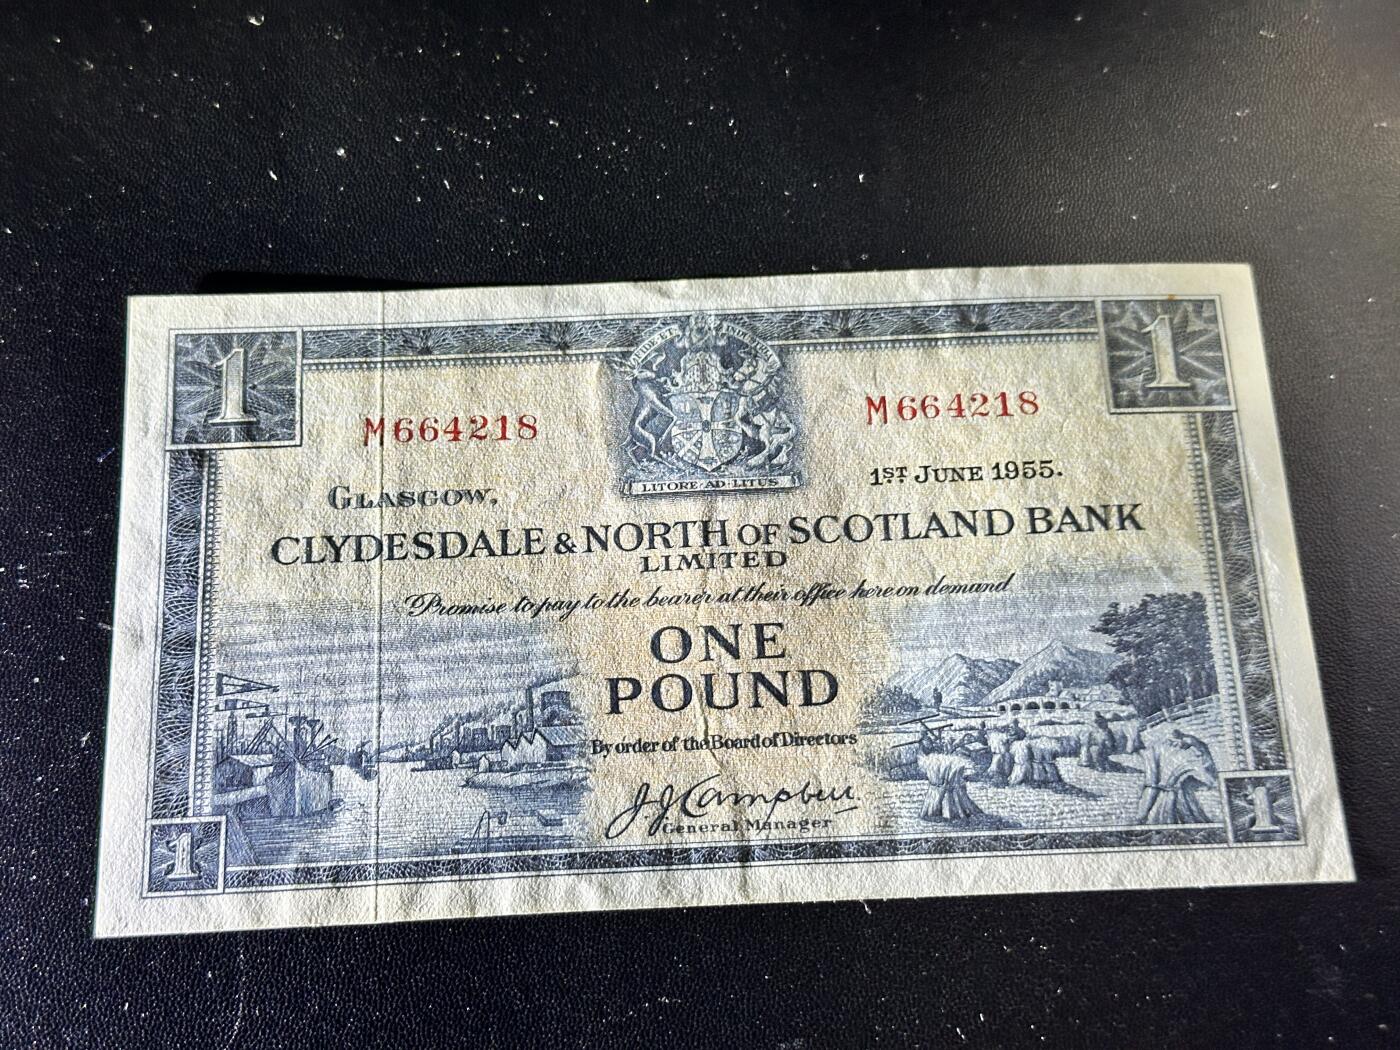 1
1
M664218
M664218
LITORE AD LITUS
GLASGOW,
1ST JUNE 1955.
CLYDESDALE & NORTH OF SCOTLAND BANK
LIMITED
Promise to pay to the bearer at their office here on demand
ONE
POUND
By order of the Board of Directors
J.J. Campbell
General Manager
1
1